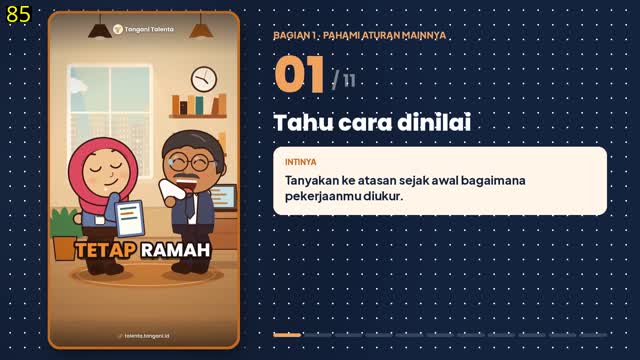 85
Tangani Talenta
TETAP RAMAH
talenta.tangani.id
BAGIAN 1 · PAHAMI ATURAN MAINNYA
01 / 11
Tahu cara dinilai
INTINYA
Tanyakan ke atasan sejak awal bagaimana
pekerjaanmu diukur.